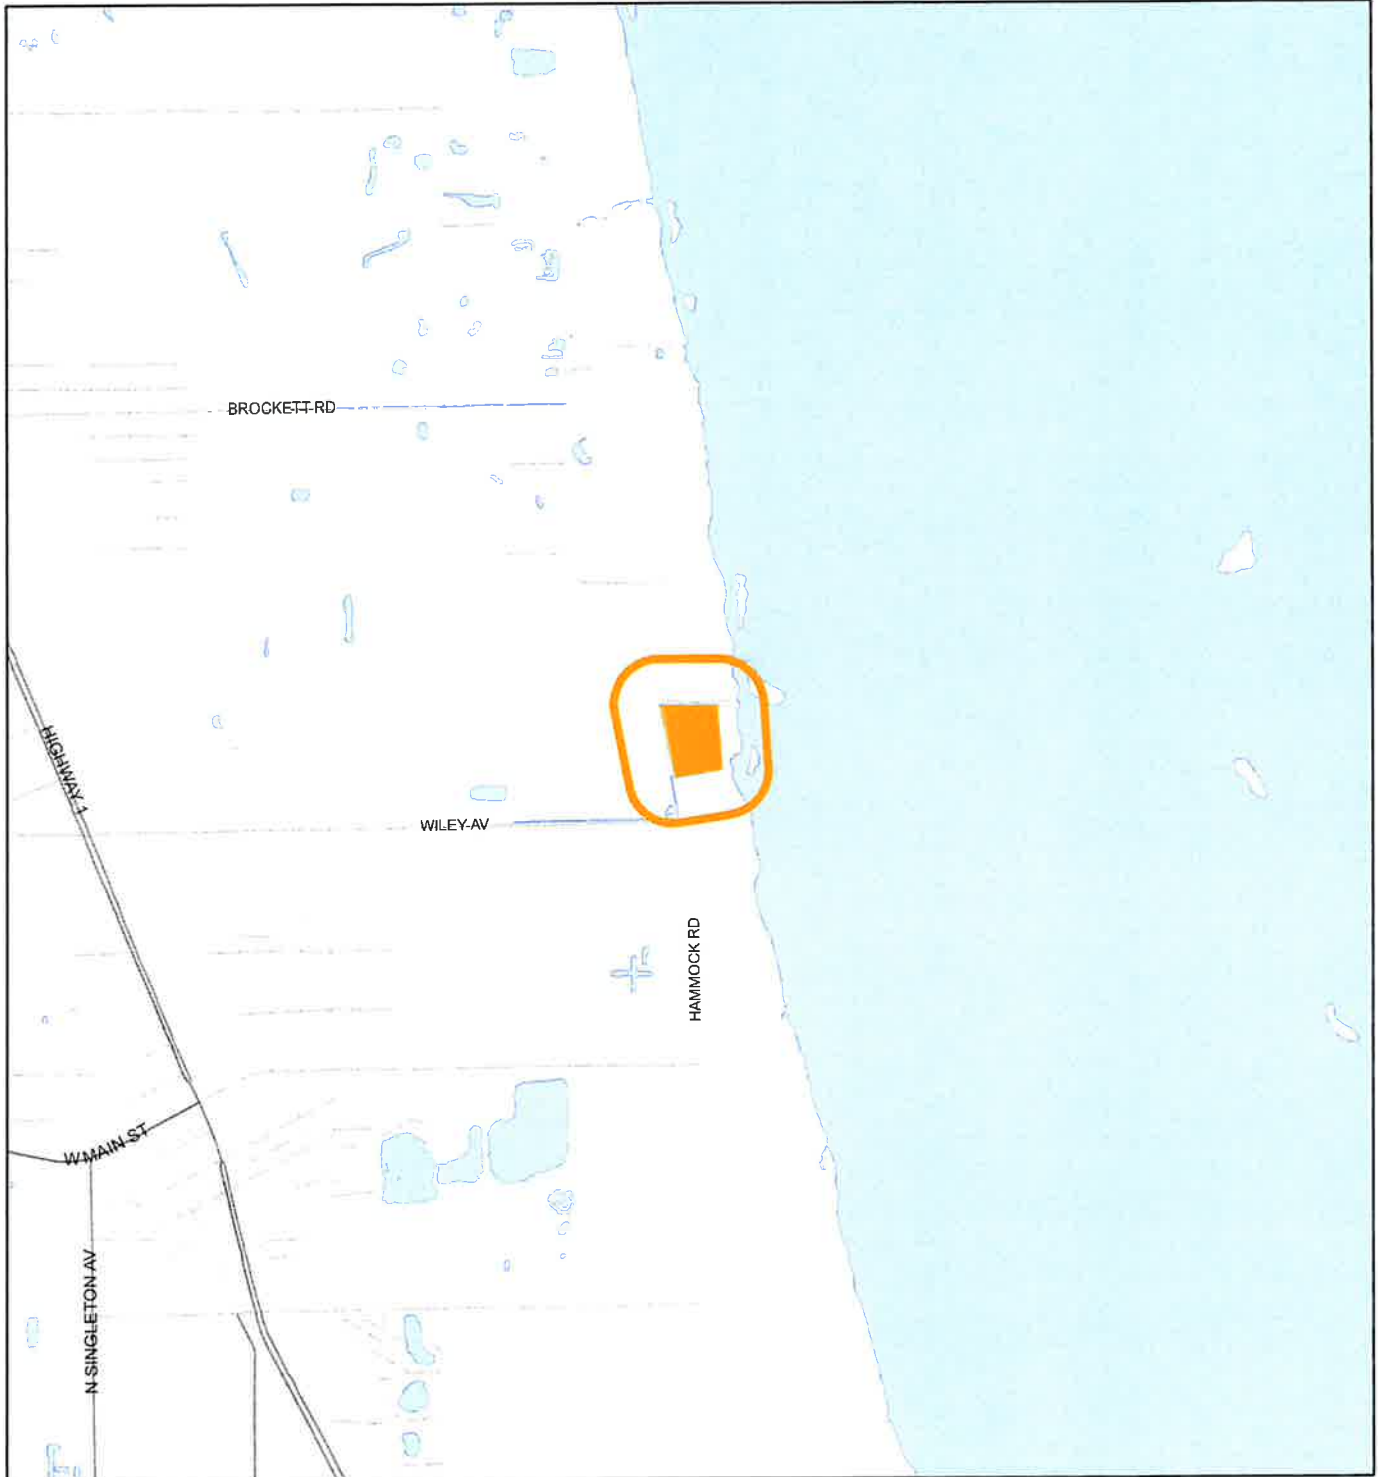 BROCKETT RD
HIGHWAY 1
WILEY AV
HAMMOCK RD
W MAIN ST
N SINGLETON AV